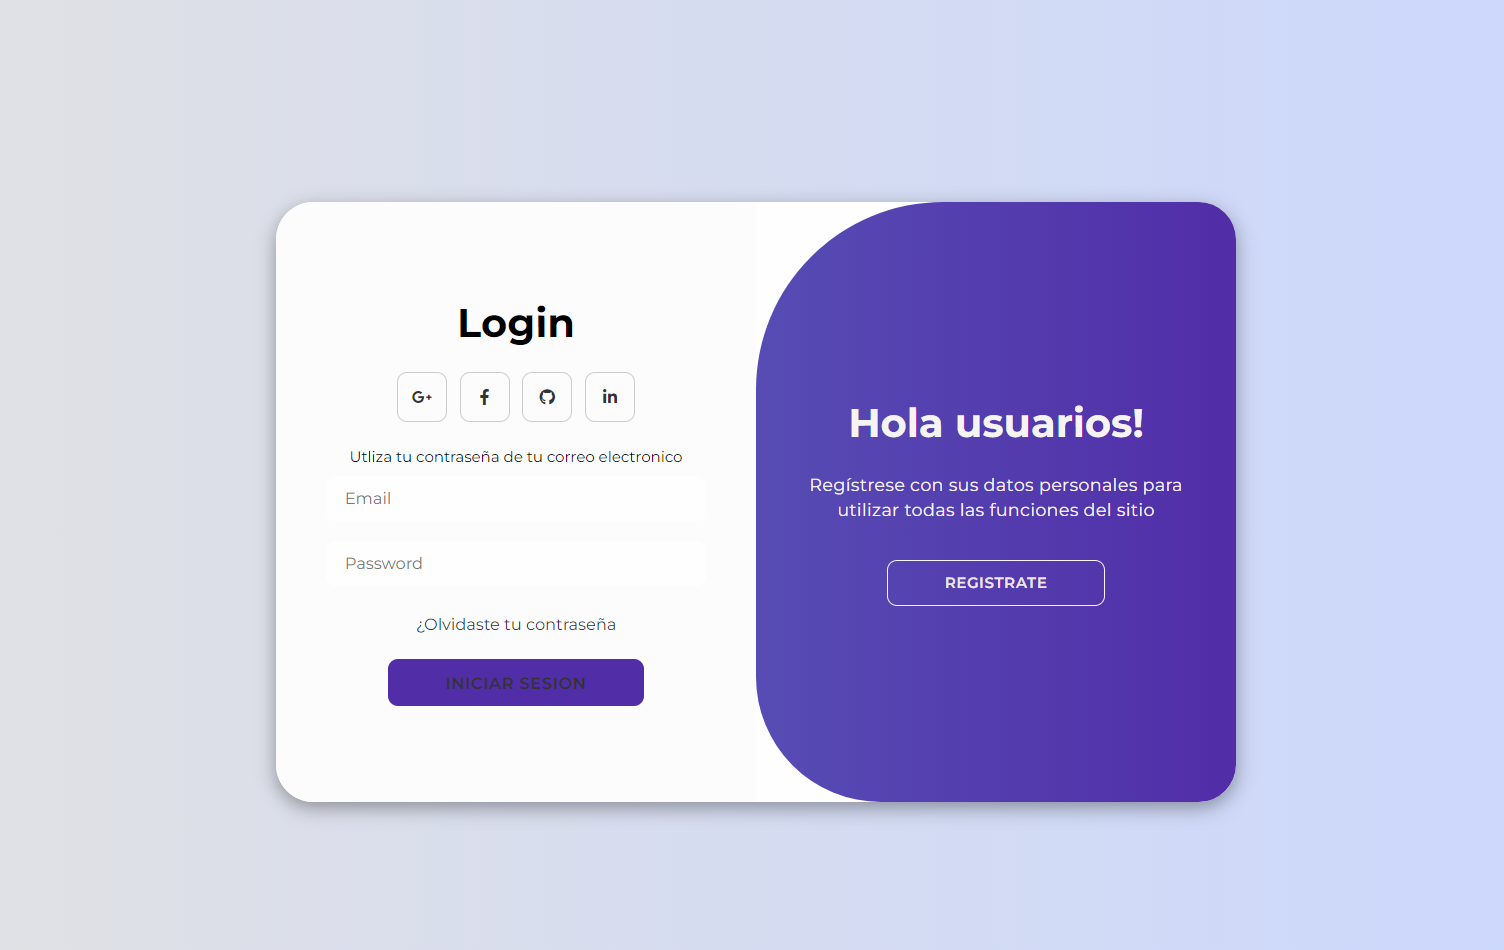 Login
G+
f
in
Utliza tu contraseña de tu correo electronico
Email
Password
¿Olvidaste tu contraseña
INICIAR SESION
Hola usuarios!
Regístrese con sus datos personales para
utilizar todas las funciones del sitio
REGISTRATE